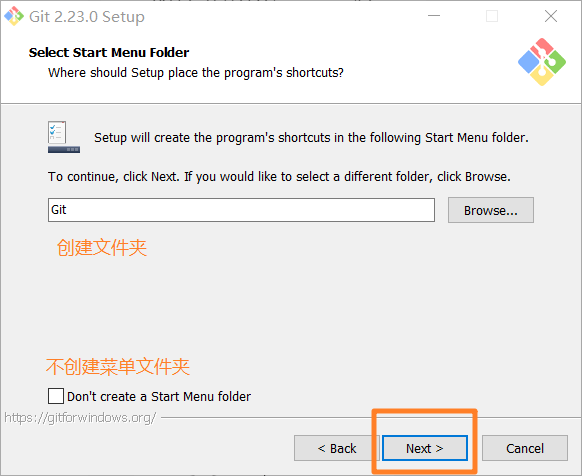 Git 2.23.0 Setup
Select Start Menu Folder
Where should Setup place the program's shortcuts?
Setup will create the program's shortcuts in the following Start Menu folder.
To continue, click Next. If you would like to select a different folder, click Browse.
Git
Browse...
创建文件夹
不创建菜单文件夹
Don't create a Start Menu folder
https://gitforwindows.org/
< Back
Next >
Cancel